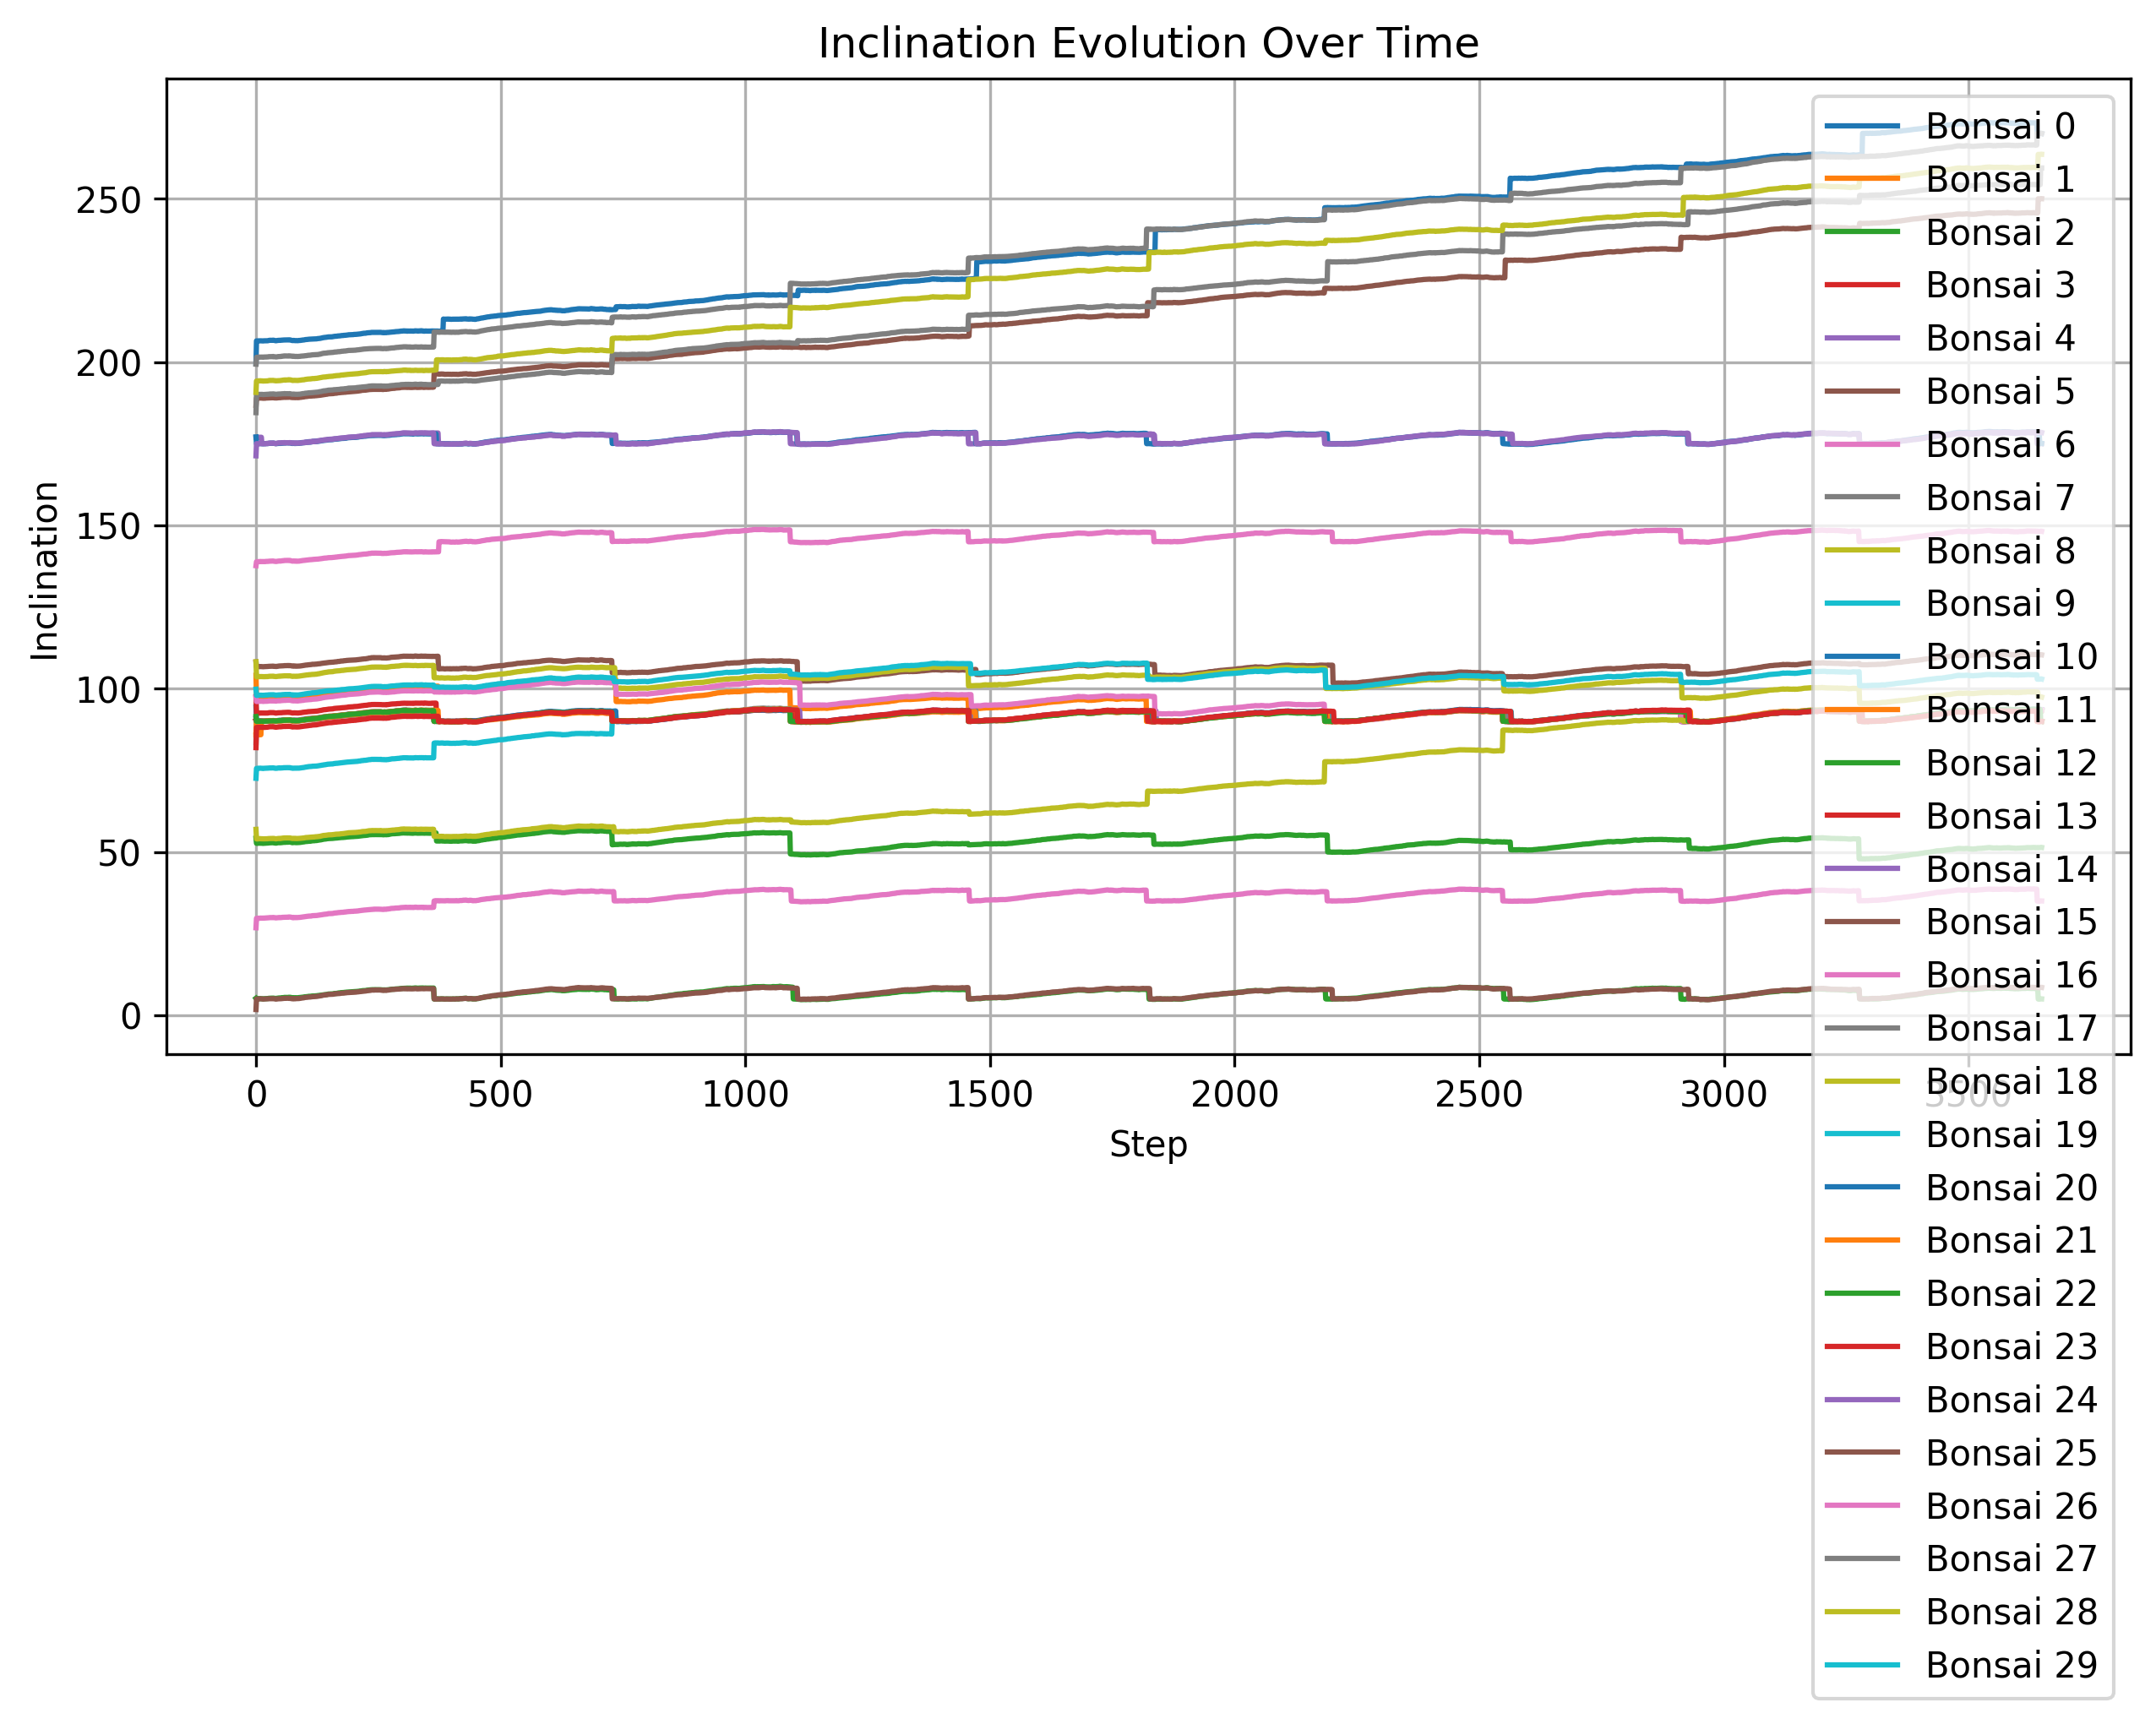 Inclination Evolution Over Time
Inclination
250
200
150
100
50
0
0 500 1000 1500 2000 2500 3000 3500
Step
Bonsai 0
Bonsai 1
Bonsai 2
Bonsai 3
Bonsai 4
Bonsai 5
Bonsai 6
Bonsai 7
Bonsai 8
Bonsai 9
Bonsai 10
Bonsai 11
Bonsai 12
Bonsai 13
Bonsai 14
Bonsai 15
Bonsai 16
Bonsai 17
Bonsai 18
Bonsai 19
Bonsai 20
Bonsai 21
Bonsai 22
Bonsai 23
Bonsai 24
Bonsai 25
Bonsai 26
Bonsai 27
Bonsai 28
Bonsai 29